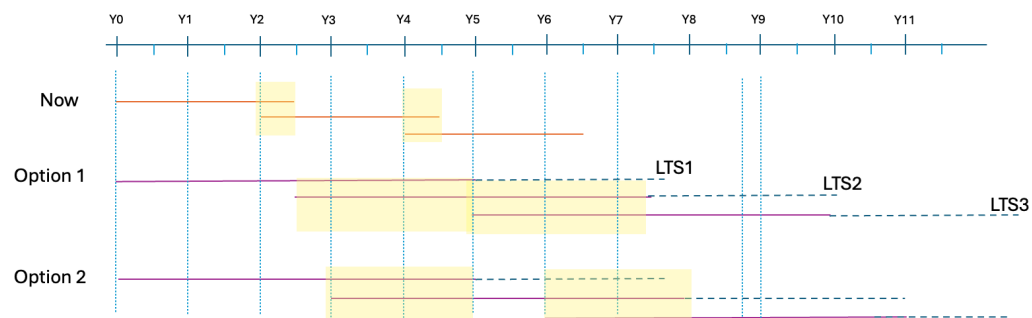 Y0 Y1 Y2 Y3 Y4 Y5 Y6 Y7 Y8 Y9 Y10 Y11
Now
Option 1
LTS1
LTS2
LTS3
Option 2